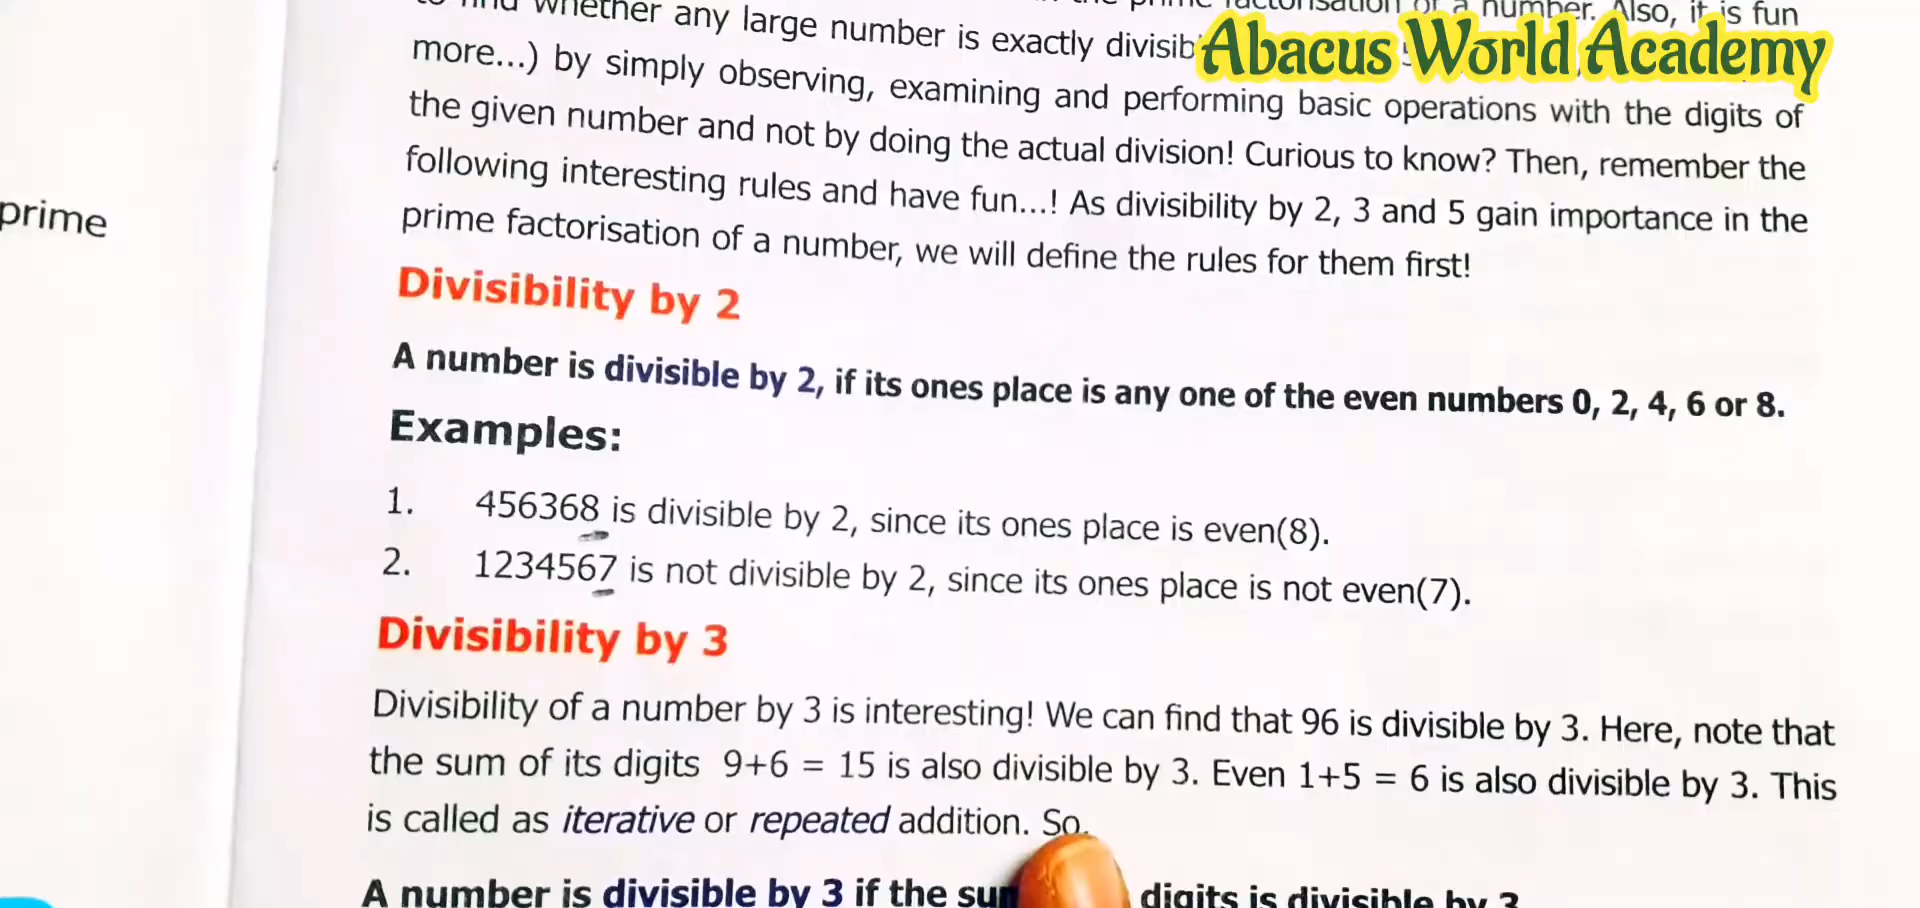 whether any large number is exactly
Also, it is fun
Abacus World Academy
more...) by simply observing, examining and performing basic operations with the digits of
the given number and not by doing the actual division! Curious to know? Then, remember the
following interesting rules and have fun...! As divisibility by 2, 3 and 5 gain importance in the
prime
prime factorisation of a number, we will define the rules for them first!
Divisibility by 2
A number is divisible by 2, if its ones place is any one of the even numbers 0, 2, 4, 6 or 8.
Examples:
1. 456368 is divisible by 2, since its ones place is even(8).
2. 1234567 is not divisible by 2, since its ones place is not even(7).
Divisibility by 3
Divisibility of a number by 3 is interesting! We can find that 96 is divisible by 3. Here, note that
the sum of its digits 9+6 = 15 is also divisible by 3. Even 1+5 = 6 is also divisible by 3. This
is called as iterative or repeated addition. So,
A number is divisible by 3 if the sum digits is divisible by 3